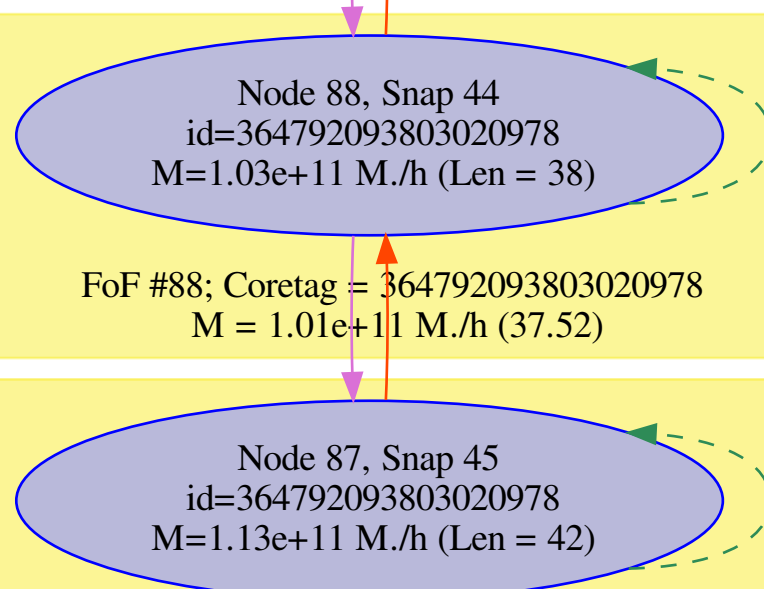 Node 88, Snap 44
id=364792093803020978
M=1.03e+11 M./h (Len = 38)
FoF #88; Coretag = 364792093803020978
M = 1.01e+11 M./h (37.52)
Node 87, Snap 45
id=364792093803020978
M=1.13e+11 M./h (Len = 42)